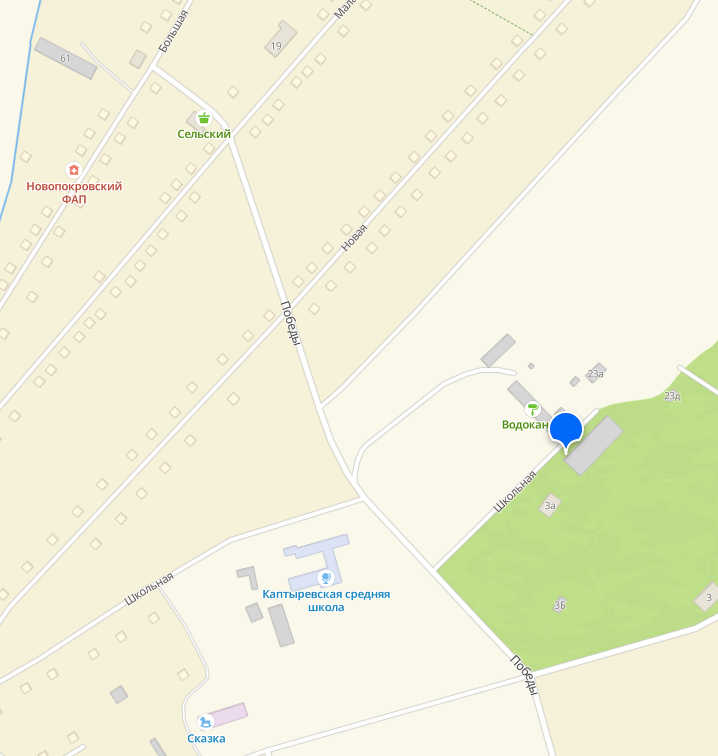 Большая
Мала
19
61
Сельский
Новопокровский
ФАП
Новая
Победы
23а
23д
Водокан
Школьная
3а
Школьная
Каптыревская средняя
школа
3Б
3
Победы
Сказка